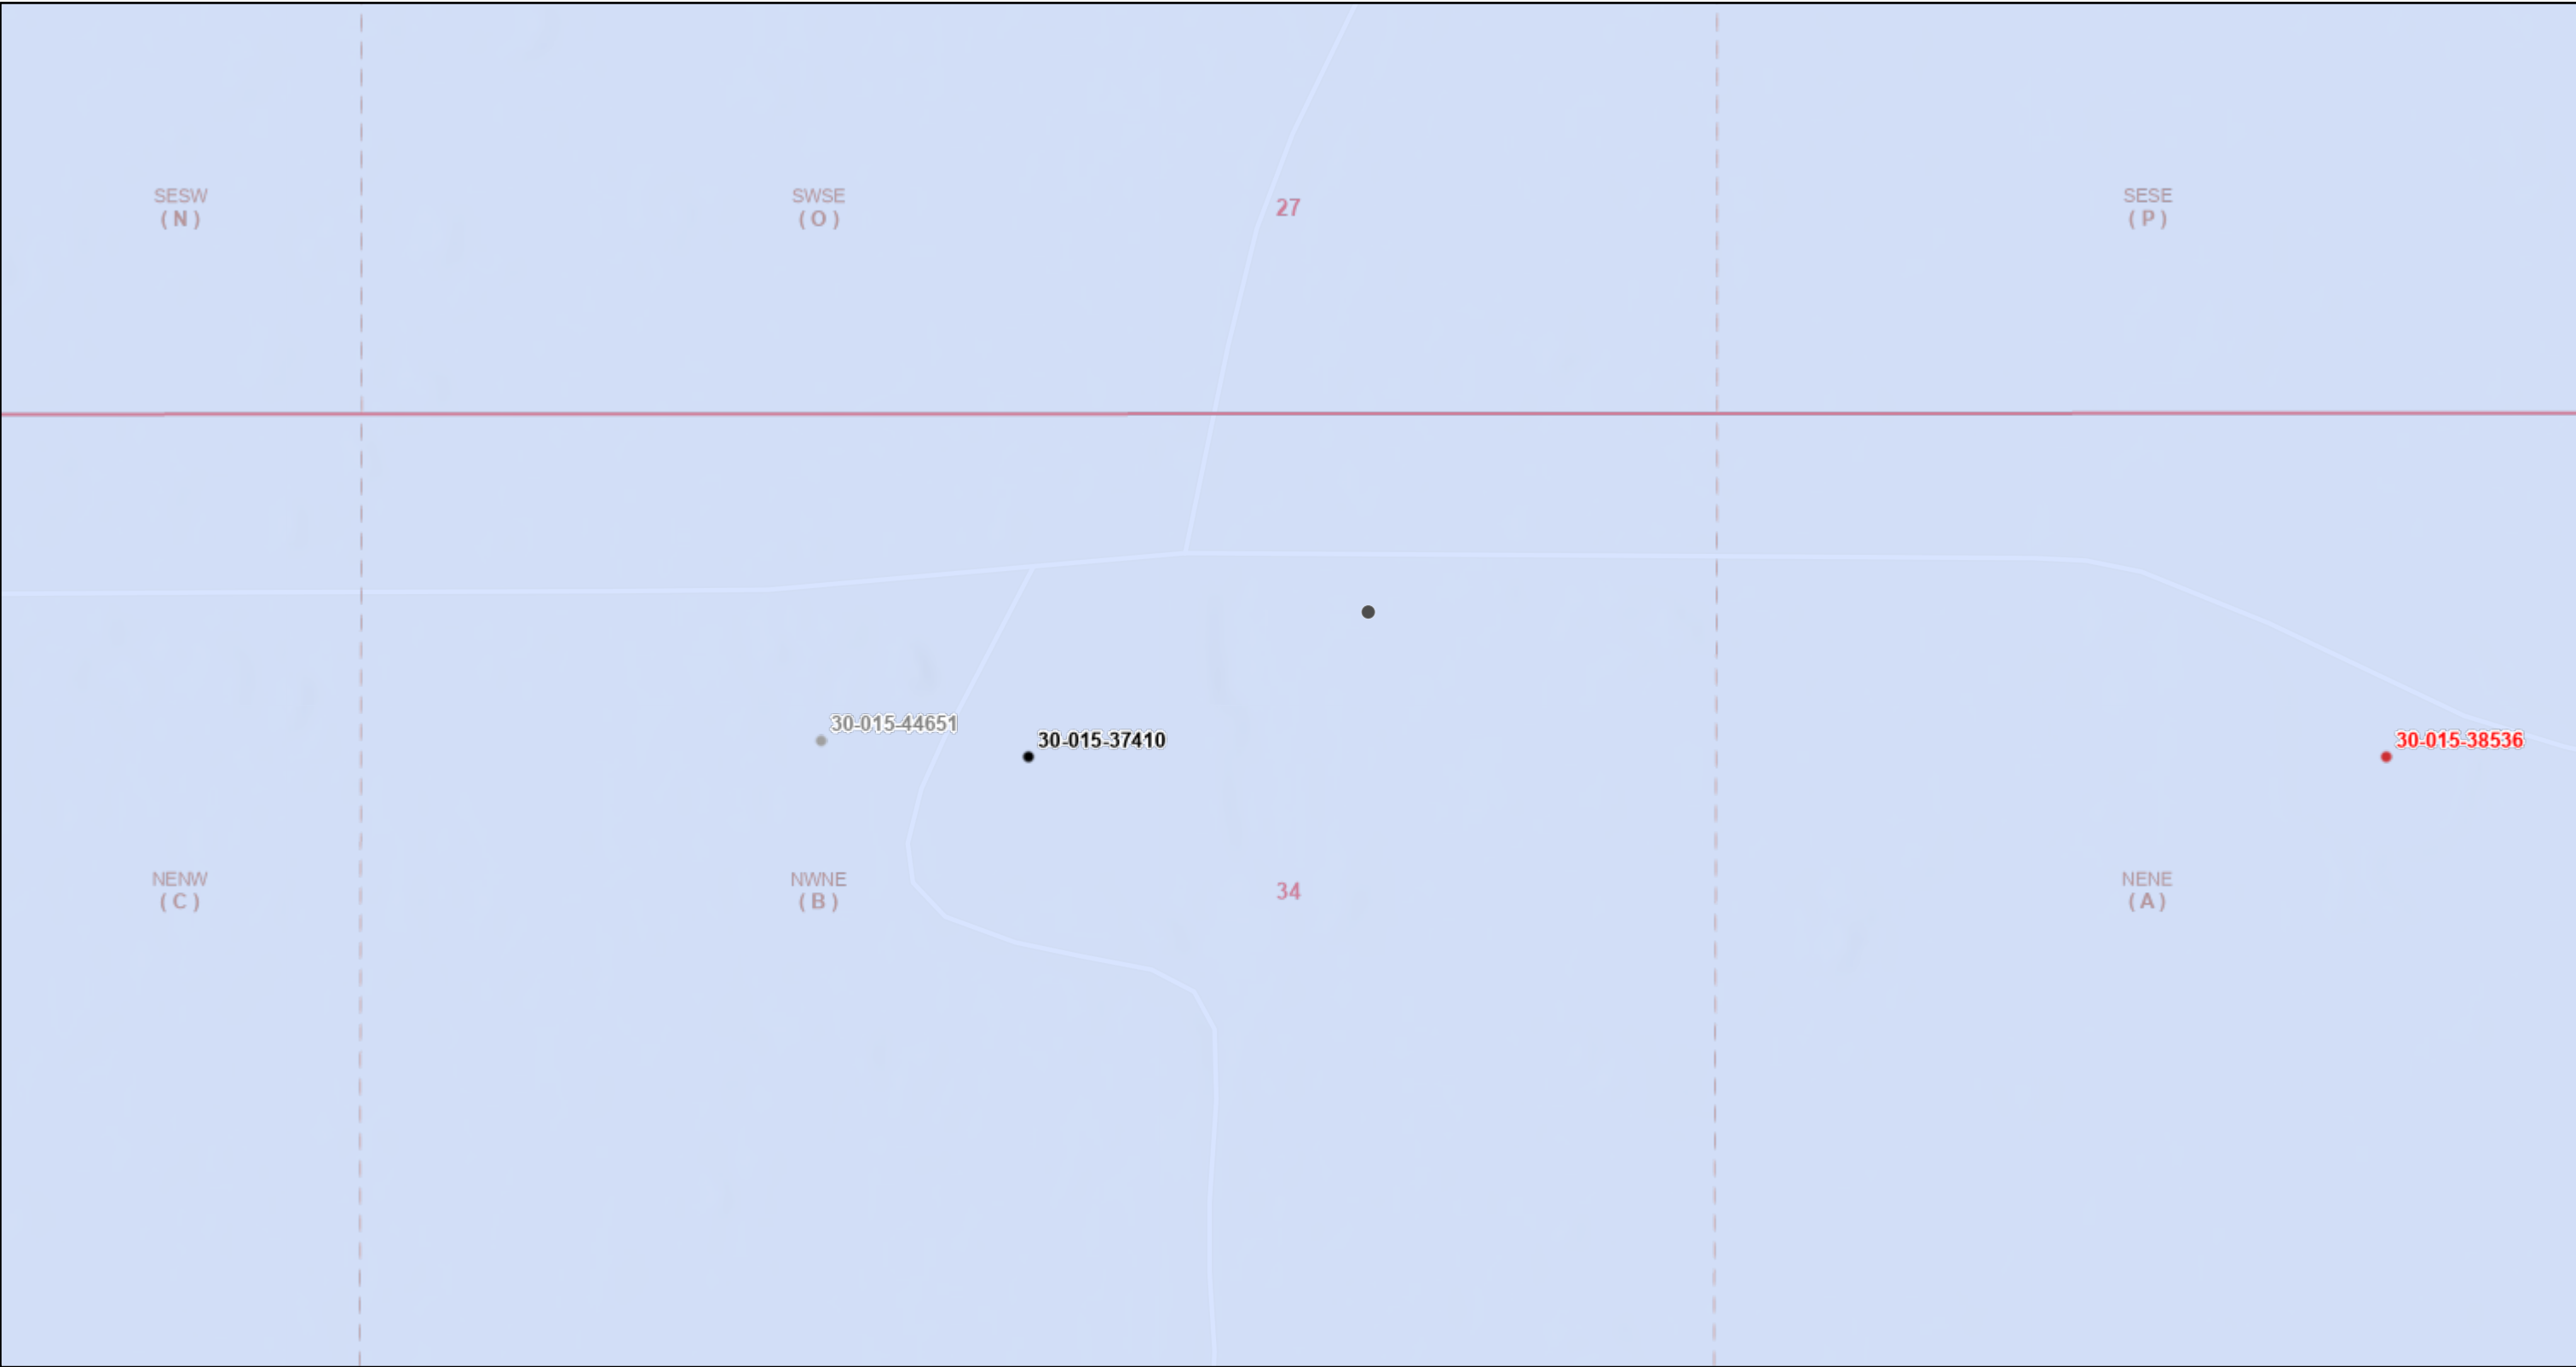 SESW
( N )
SWSE
( O )
27
SESE
( P )
30-015-44651
30-015-37410
30-015-38536
NENW
( C )
NWNE
( B )
34
NENE
( A )